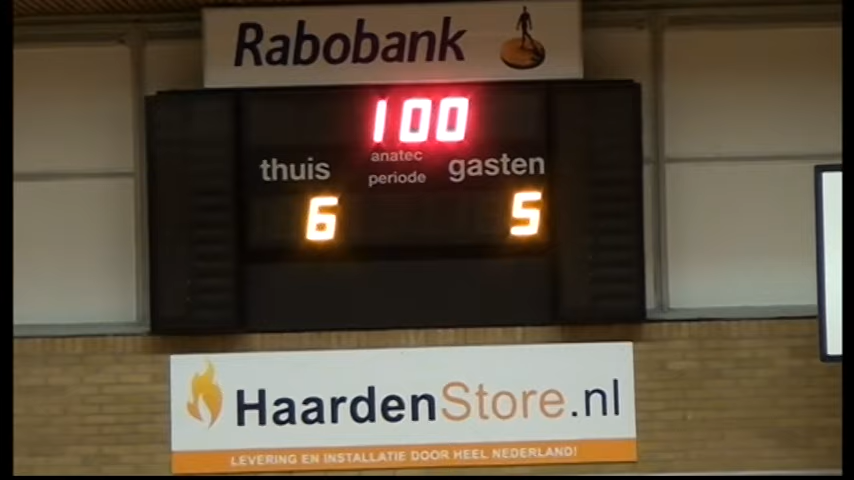 Rabobank
100
anatec
thuis periode gasten
6 5
HaardenStore.nl
LEVERING EN INSTALLATIE DOOR HEEL NEDERLAND!